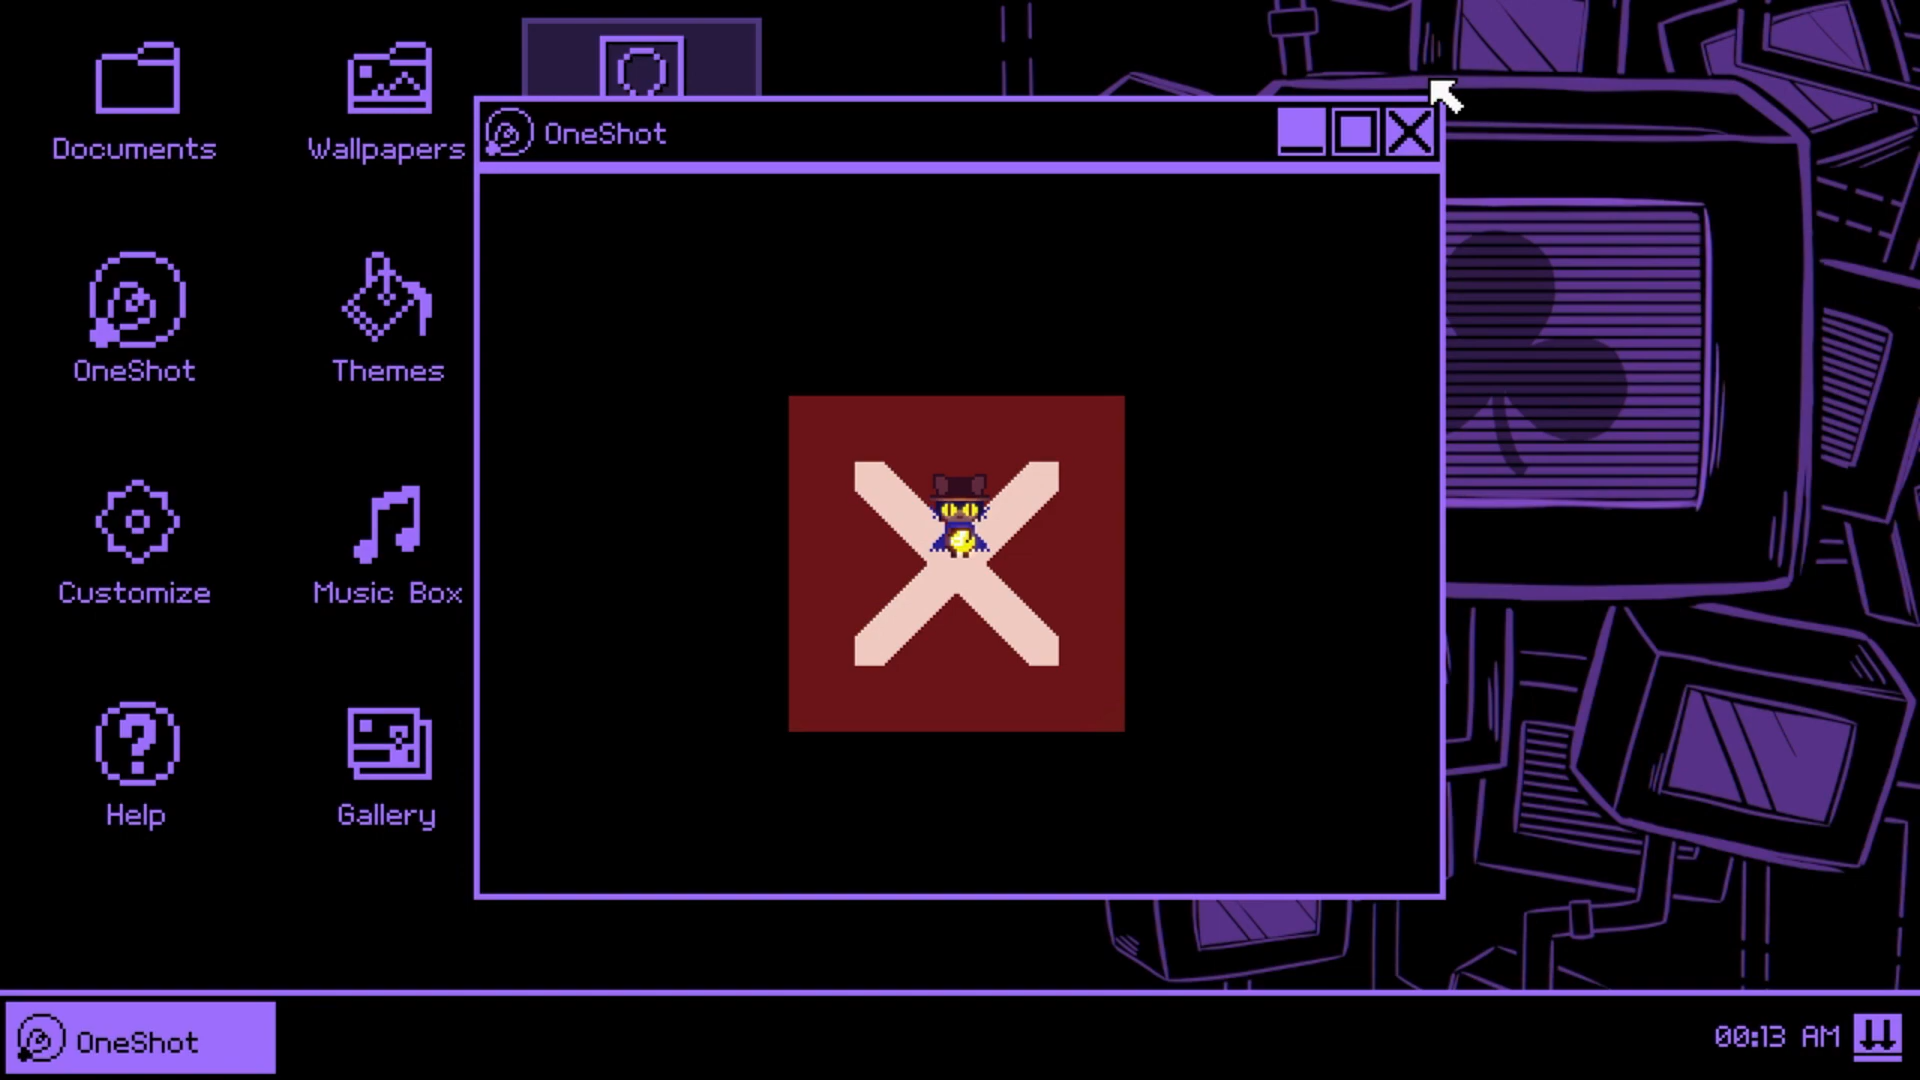 Documents
Wallpapers
OneShot
OneShot
Themes
Customize
Music Box
Help
Gallery
OneShot
00:13 AM